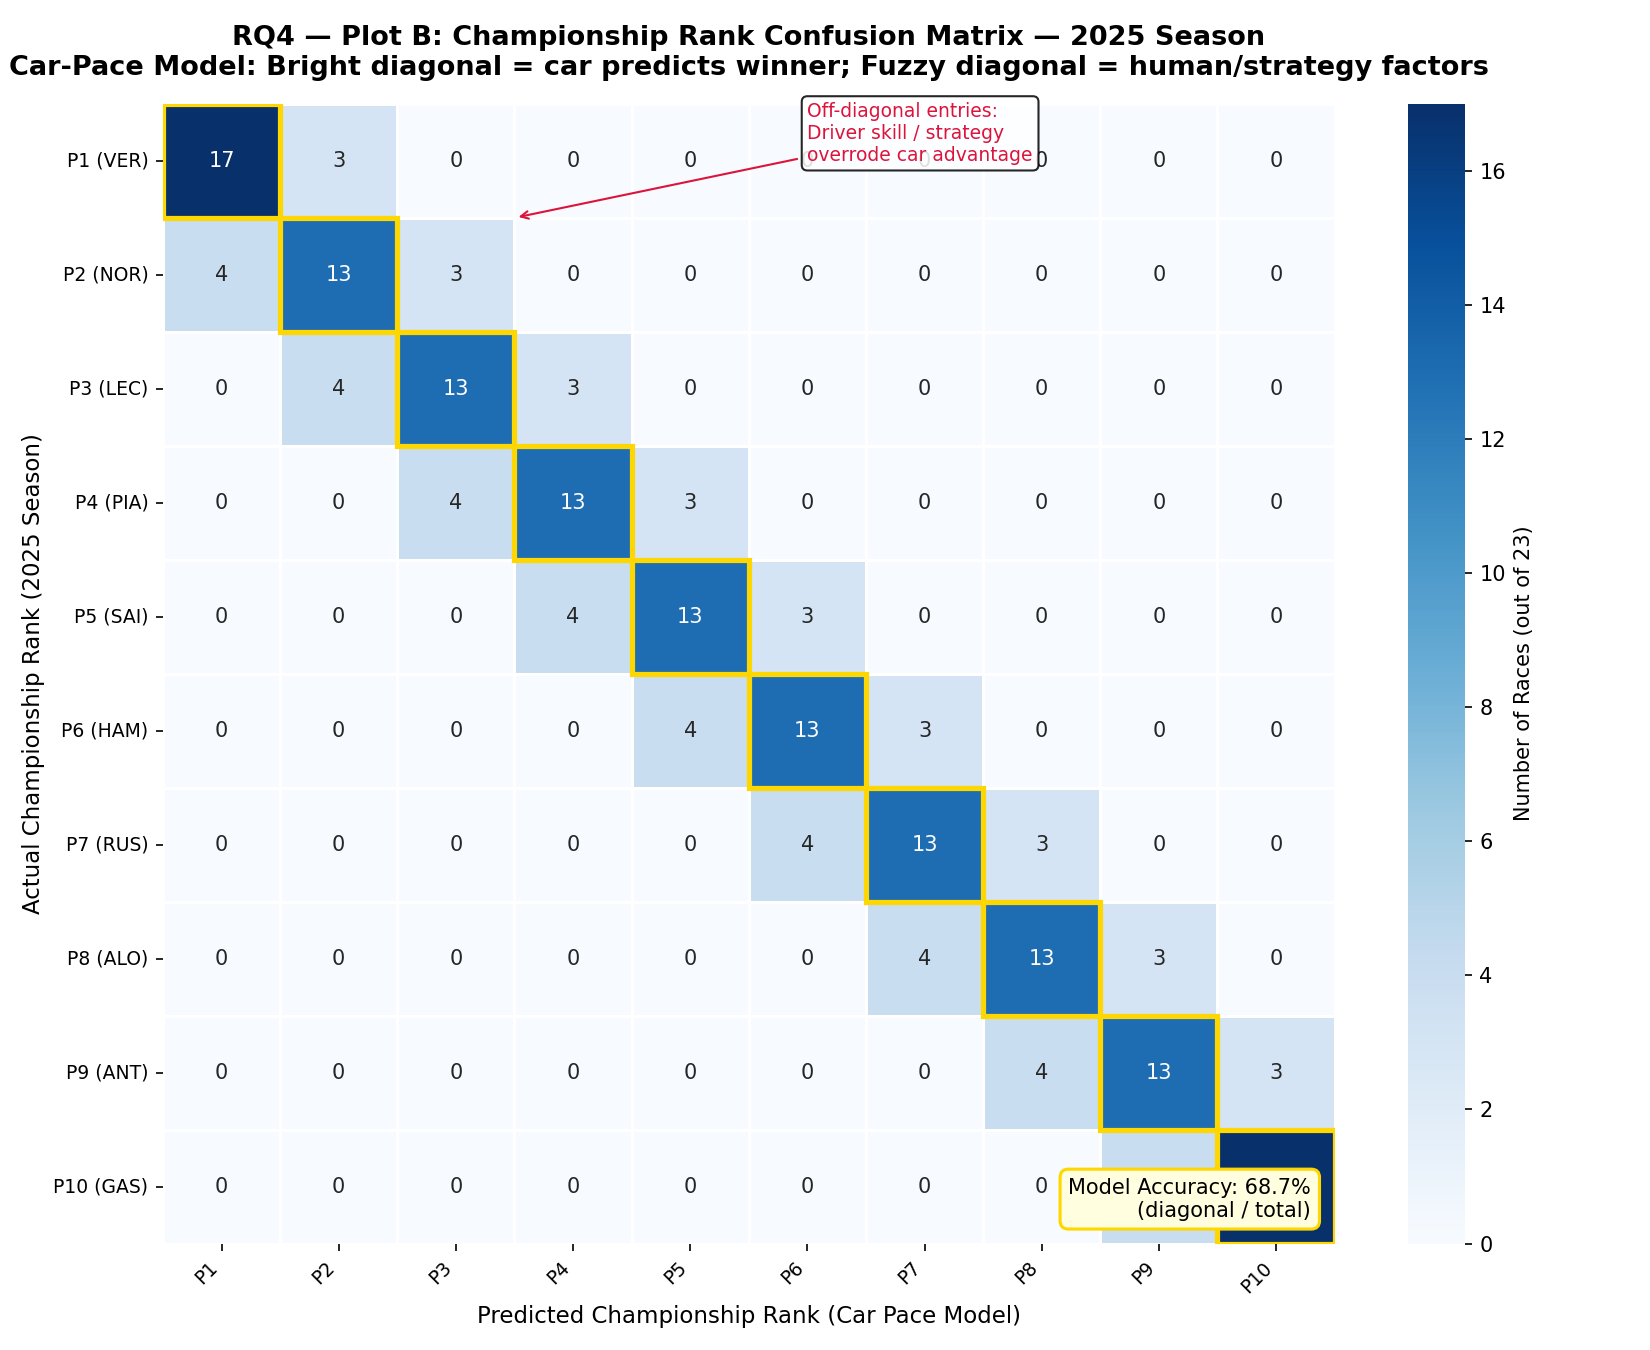 RQ4 — Plot B: Championship Rank Confusion Matrix — 2025 Season
Car-Pace Model: Bright diagonal = car predicts winner; Fuzzy diagonal = human/strategy factors
Off-diagonal entries:
Driver skill / strategy
overrode car advantage
Actual Championship Rank (2025 Season)
P1 (VER) 17 3 0 0 0 0 0 0 0 0
P2 (NOR) 4 13 3 0 0 0 0 0 0 0
P3 (LEC) 0 4 13 3 0 0 0 0 0 0
P4 (PIA) 0 0 4 13 3 0 0 0 0 0
P5 (SAI) 0 0 0 4 13 3 0 0 0 0
P6 (HAM) 0 0 0 0 4 13 3 0 0 0
P7 (RUS) 0 0 0 0 0 4 13 3 0 0
P8 (ALO) 0 0 0 0 0 0 4 13 3 0
P9 (ANT) 0 0 0 0 0 0 0 4 13 3
P10 (GAS) 0 0 0 0 0 0 0 0
Model Accuracy: 68.7%
(diagonal / total)
P1 P2 P3 P4 P5 P6 P7 P8 P9 P10
Predicted Championship Rank (Car Pace Model)
16
14
12
10
8
6
4
2
0
Number of Races (out of 23)